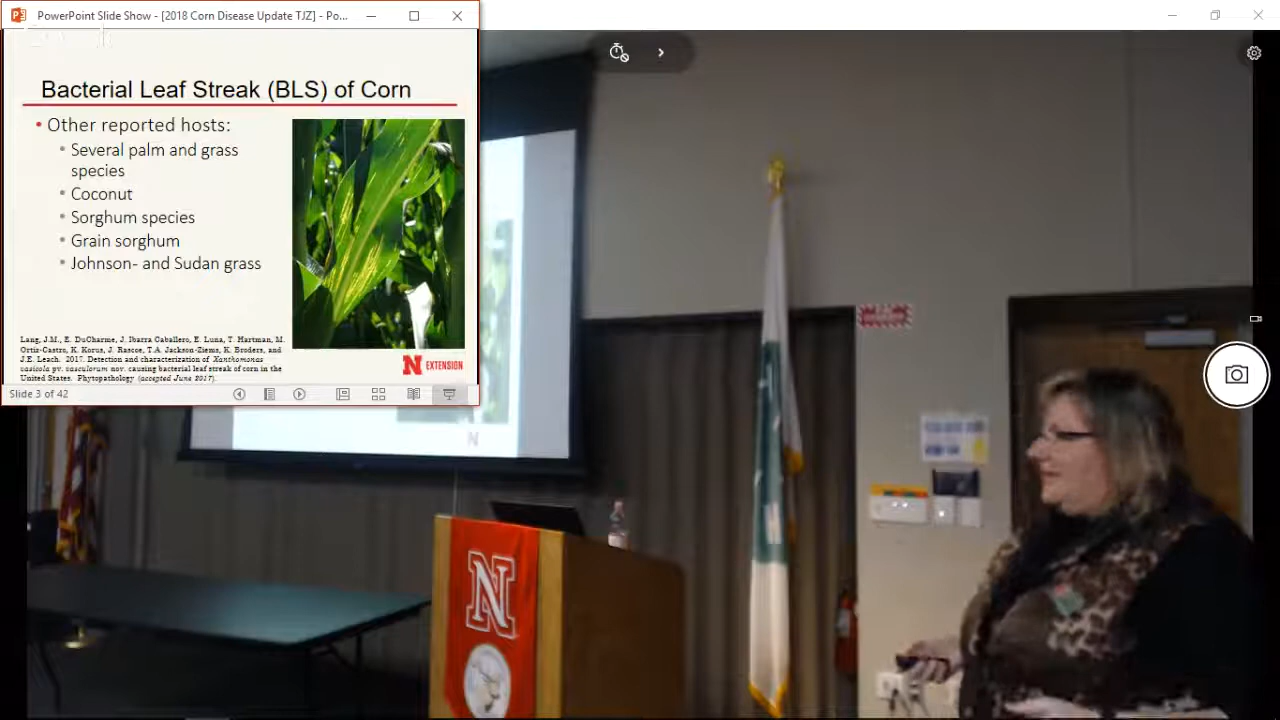 PowerPoint Slide Show - [2018 Corn Disease Update TJZ] - Po...
Bacterial Leaf Streak (BLS) of Corn
• Other reported hosts:
• Several palm and grass
species
• Coconut
• Sorghum species
• Grain sorghum
• Johnson- and Sudan grass
Lang, J.M., E. DuCharme, J. Ibarra Caballero, E. Luna, T. Hartman, M.
Ortiz-Castro, K. Korus, J. Rascoe, T.A. Jackson-Ziems, K. Broders, and
J.E. Leach. 2017. Detection and characterization of Xanthomonas
vasicola pv. vasculorum nov. causing bacterial leaf streak of corn in the
United States. Phytopathology (accepted June 2017).
N EXTENSION
Slide 3 of 42
N
N